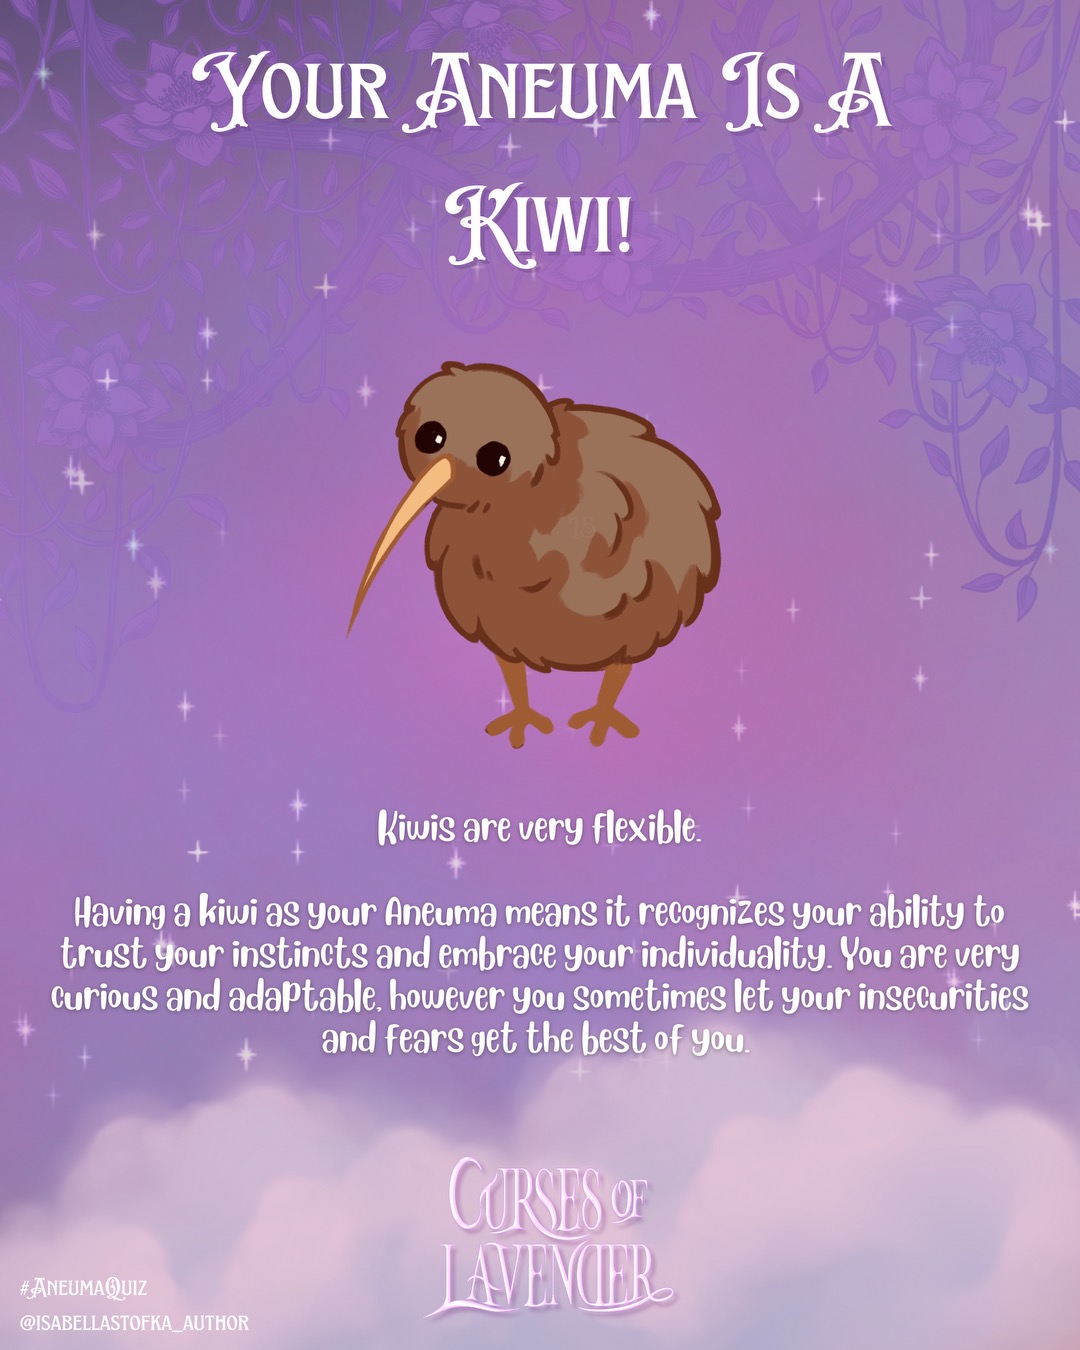 Your Aneuma Is A
Kiwi!
Kiwis are very flexible.
Having a kiwi as your Aneuma means it recognizes your ability to
trust your instincts and embrace your individuality. You are very
curious and adaptable, however you sometimes let your insecurities
and fears get the best of you.
Curses of
Lavender
#AneumaQuiz
@isabellastofka_author